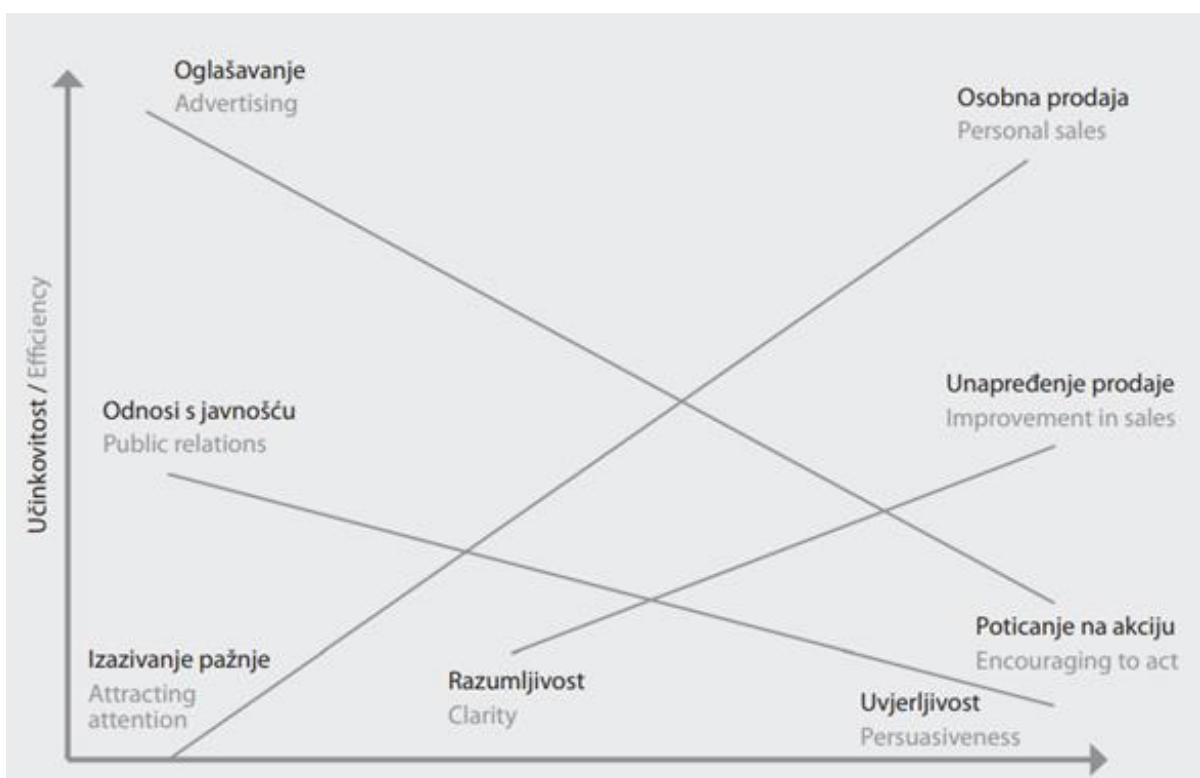 Oglašavanje
Advertising
Osobna prodaja
Personal sales
Učinkovitost / Efficiency
Unapređenje prodaje
Improvement in sales
Odnosi s javnošću
Public relations
Poticanje na akciju
Encouraging to act
Izazivanje pažnje
Attracting
attention
Razumljivost
Clarity
Uvjerljivost
Persuasiveness